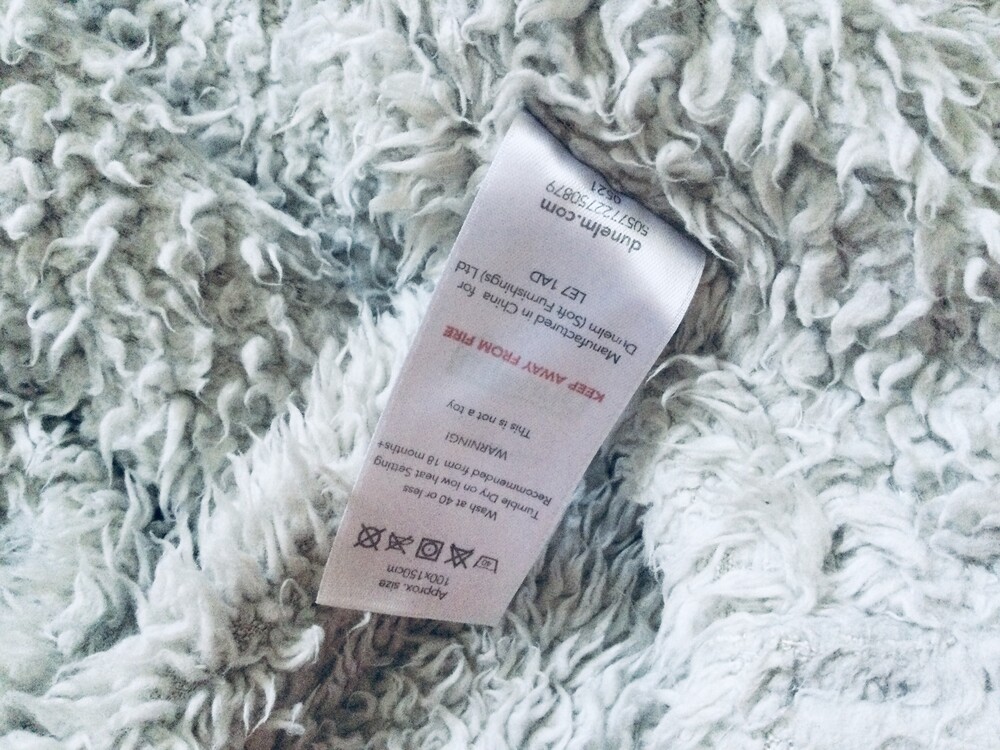 Approx. size
100x150cm
40
Wash at 40 or less
Tumble Dry on low heat Setting
Recommended from 18 months+
WARNING!
This is not a toy
KEEP AWAY FROM FIRE
Manufactured in China for
Dunelm (Soft Furnishings) Ltd
LE7 1AD
dunelm.com
5057722750879
0521